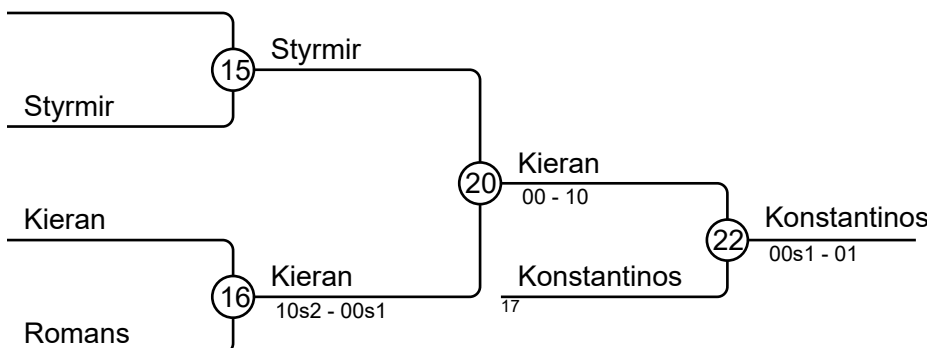 15
Styrmir
Styrmir
Kieran
16
Kieran
10s2 - 00s1
Romans
20
Kieran
00 - 10
Konstantinos
17
22
Konstantinos
00s1 - 01